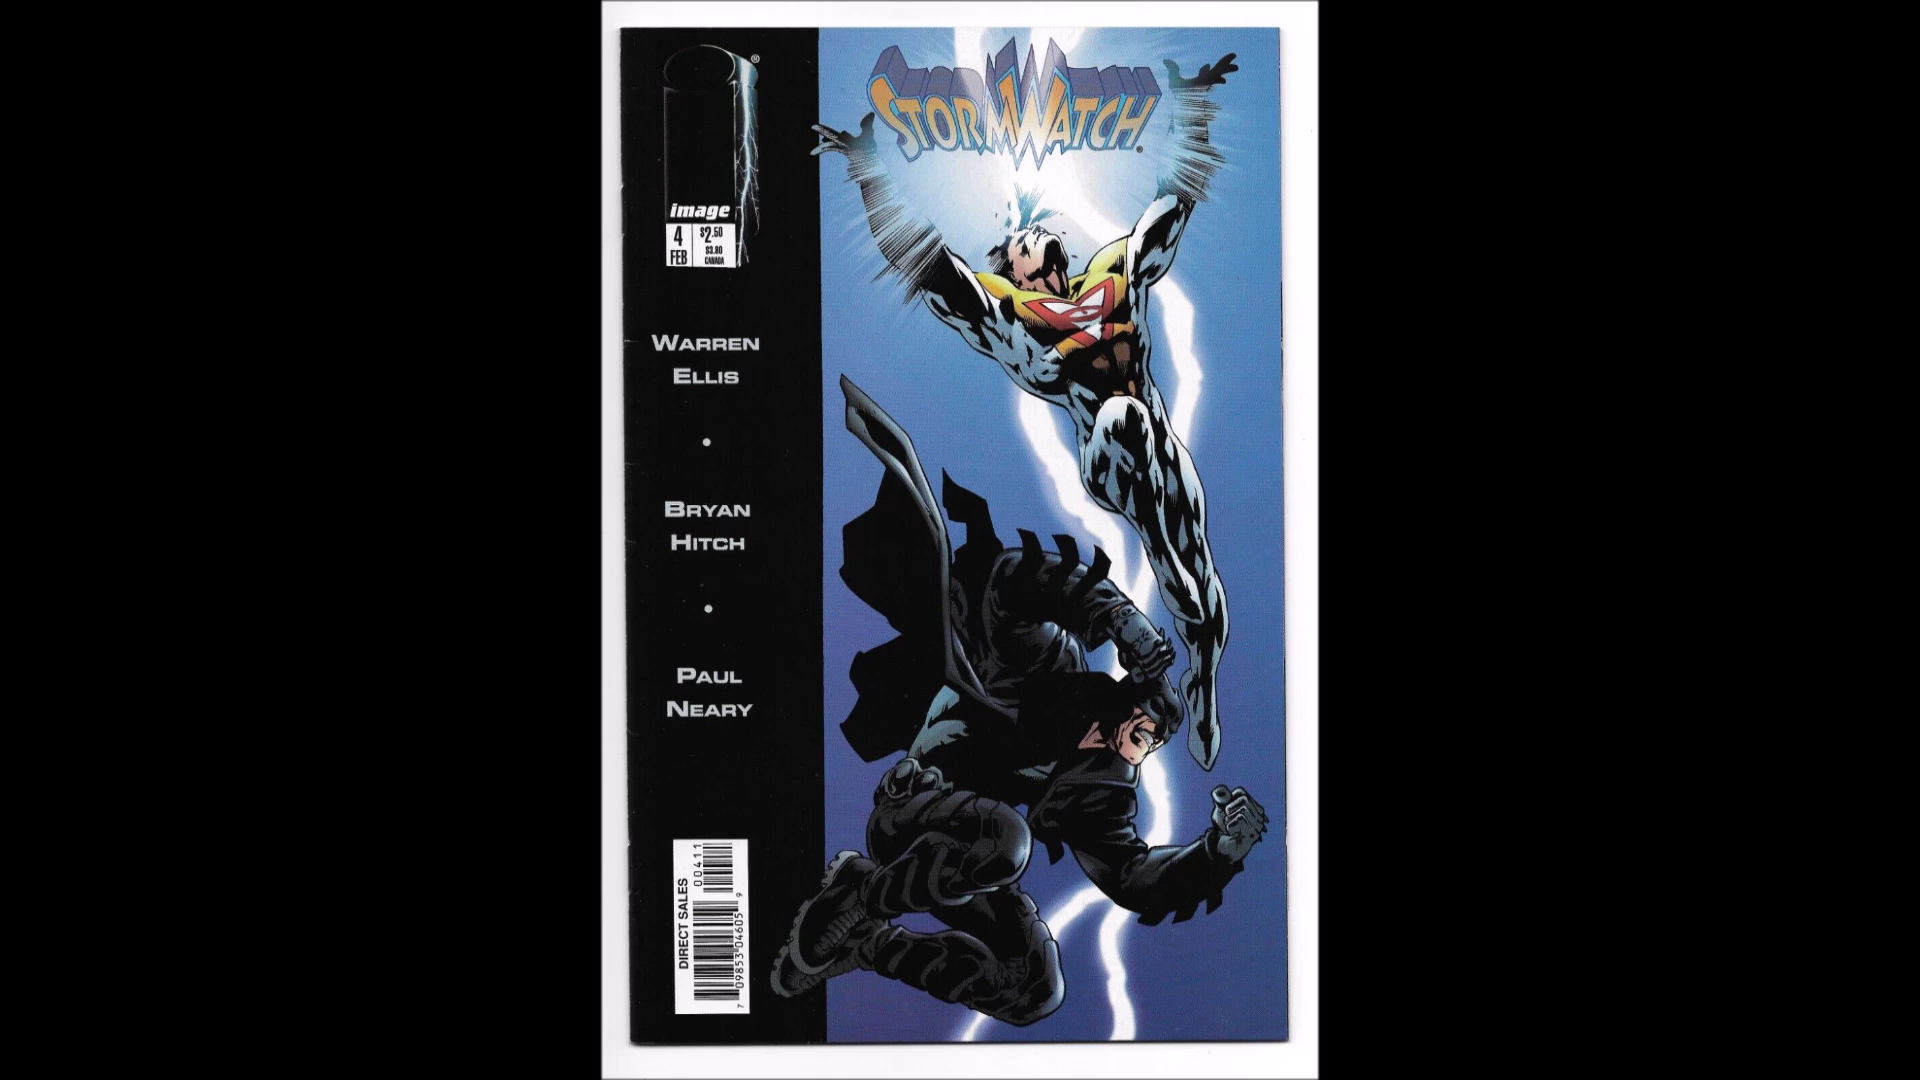 STORMWATCH®
®
image
4 $2.50
FEB $3.80
CANADA
WARREN
ELLIS
•
BRYAN
HITCH
•
PAUL
NEARY
DIRECT SALES
00411
7 09853 04605 9